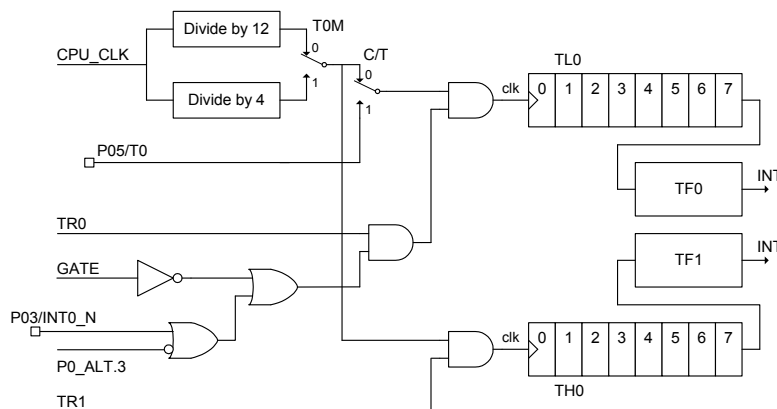 Divide by 12
T0M
CPU_CLK
0
C/T
TL0
0
1
Divide by 4
1
clk
0 1 2 3 4 5 6 7
P05/T0
TF0
INT
TR0
GATE
TF1
INT
P03/INT0_N
clk
0 1 2 3 4 5 6 7
P0_ALT.3
TR1
TH0